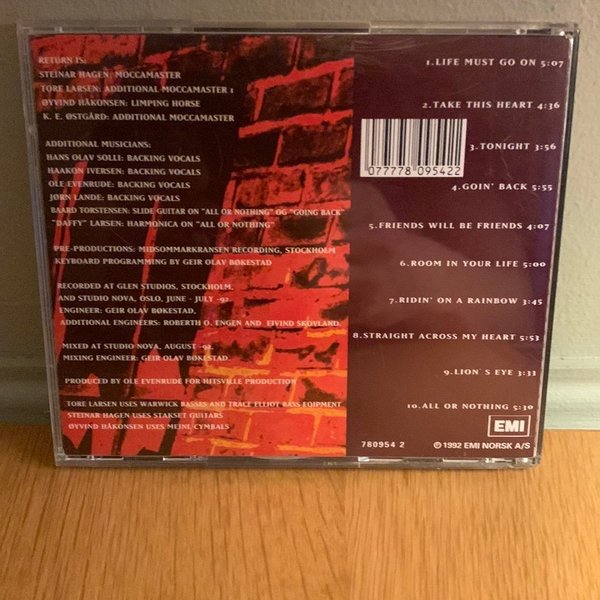 RETURN IS:
STEINAR HAGEN: MOCCAMASTER
TORE LARSEN: ADDITIONAL MOCCAMASTER 1
ØYVIND HÅKONSEN: LIMPING HORSE
K. E. ØSTGÅRD: ADDITIONAL MOCCAMASTER
ADDITIONAL MUSICIANS:
HANS OLAV SOLLI: BACKING VOCALS
HAAKON IVERSEN: BACKING VOCALS
OLE EVENRUDE: BACKING VOCALS
JØRN LANDE: BACKING VOCALS
BAARD TORSTENSEN: SLIDE GUITAR ON "ALL OR NOTHING" OG "GOING BACK"
"DAFFY" LARSEN: HARMONICA ON "ALL OR NOTHING"
PRE-PRODUCTIONS: MIDSOMMARKRANSEN RECORDING, STOCKHOLM
KEYBOARD PROGRAMMING BY GEIR OLAV BØKESTAD
RECORDED AT GLEN STUDIOS, STOCKHOLM.
AND STUDIO NOVA, OSLO, JUNE - JULY -92.
ENGINEER: GEIR OLAV BØKESTAD,
ADDITIONAL ENGINEERS: ROBERTH O. ENGEN AND EIVIND SKOVLAND.
MIXED AT STUDIO NOVA, AUGUST -92.
MIXING ENGINEER: GEIR OLAV BØKESTAD.
PRODUCED BY OLE EVENRUDE FOR HITSVILLE PRODUCTION
TORE LARSEN USES WARWICK BASSES AND TRACE ELLIOT BASS EQIPMENT
STEINAR HAGEN USES STAKSET GUITARS
ØYVIND HÅKONSEN USES MEINL CYMBALS
1.LIFE MUST GO ON 5:07
2.TAKE THIS HEART 4:36
3.TONIGHT 3:56
077778 095422
4.GOIN' BACK 5:55
5.FRIENDS WILL BE FRIENDS 4:07
6.ROOM IN YOUR LIFE 5:00
7.RIDIN' ON A RAINBOW 3:45
8.STRAIGHT ACROSS MY HEART 5:53
9.LION'S EYE 3:33
10.ALL OR NOTHING 5:30
EMI
780954 2
℗©1992 EMI NORSK A/S